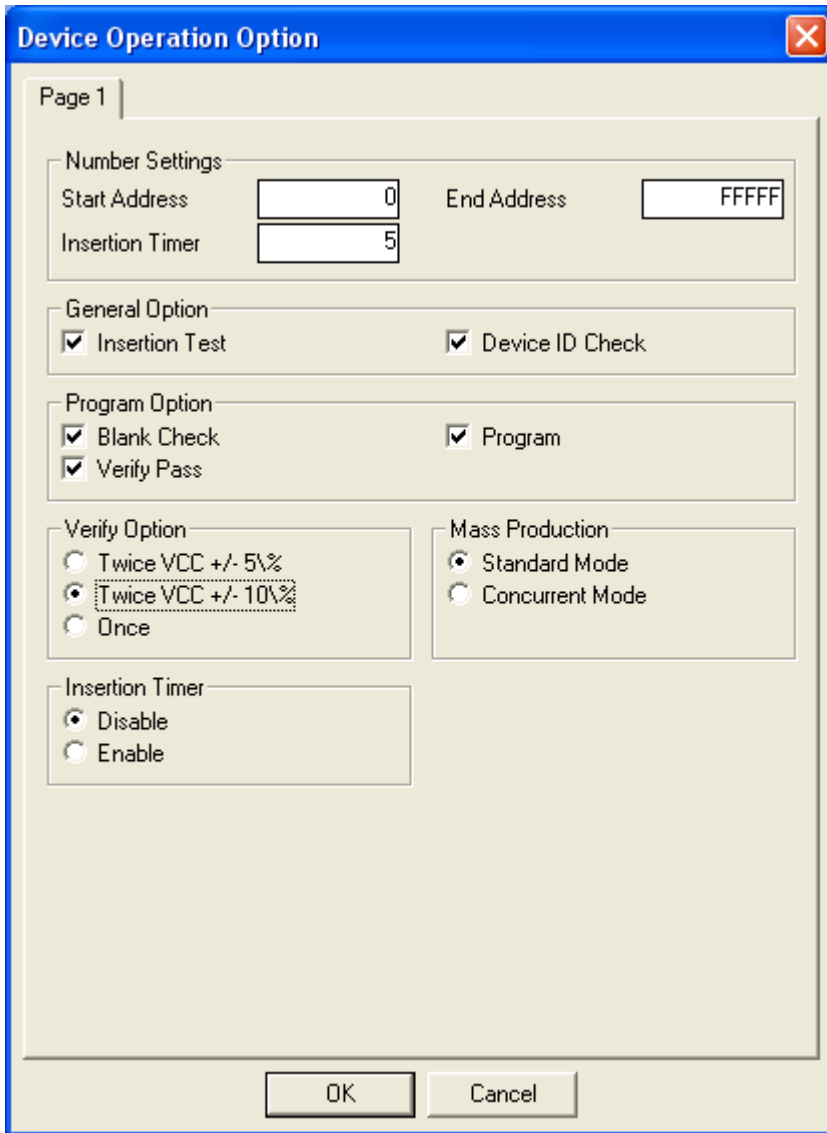 Device Operation Option
Page 1
Number Settings
Start Address 0 End Address FFFFF
Insertion Timer 5
General Option
Insertion Test Device ID Check
Program Option
Blank Check Program
Verify Pass
Verify Option Mass Production
Twice VCC +/- 5\% Standard Mode
Twice VCC +/- 10\% Concurrent Mode
Once
Insertion Timer
Disable
Enable
OK Cancel